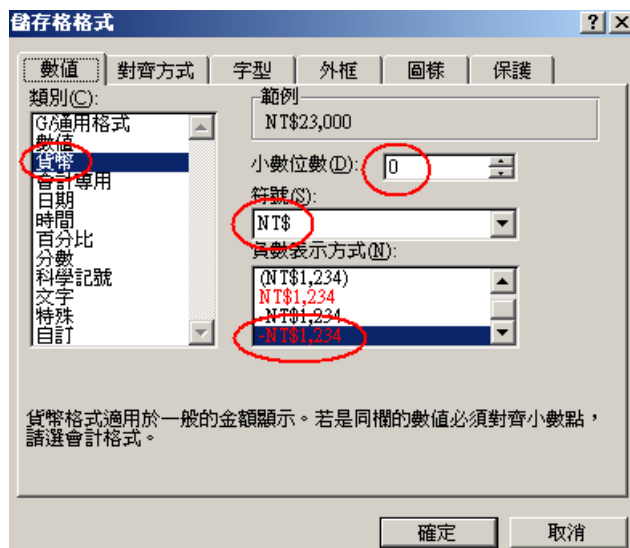 儲存格格式
數值
對齊方式
字型
外框
圖樣
保護
類別(C):
G/通用格式
數值
貨幣
會計專用
日期
時間
百分比
分數
科學記號
文字
特殊
自訂
範例
NT$23,000
小數位數(D):
0
符號(S):
NT$
負數表示方式(N):
(NT$1,234)
NT$1,234
-NT$1,234
-NT$1,234
貨幣格式適用於一般的金額顯示。若是同欄的數值必須對齊小數點，
請選會計格式。
確定
取消